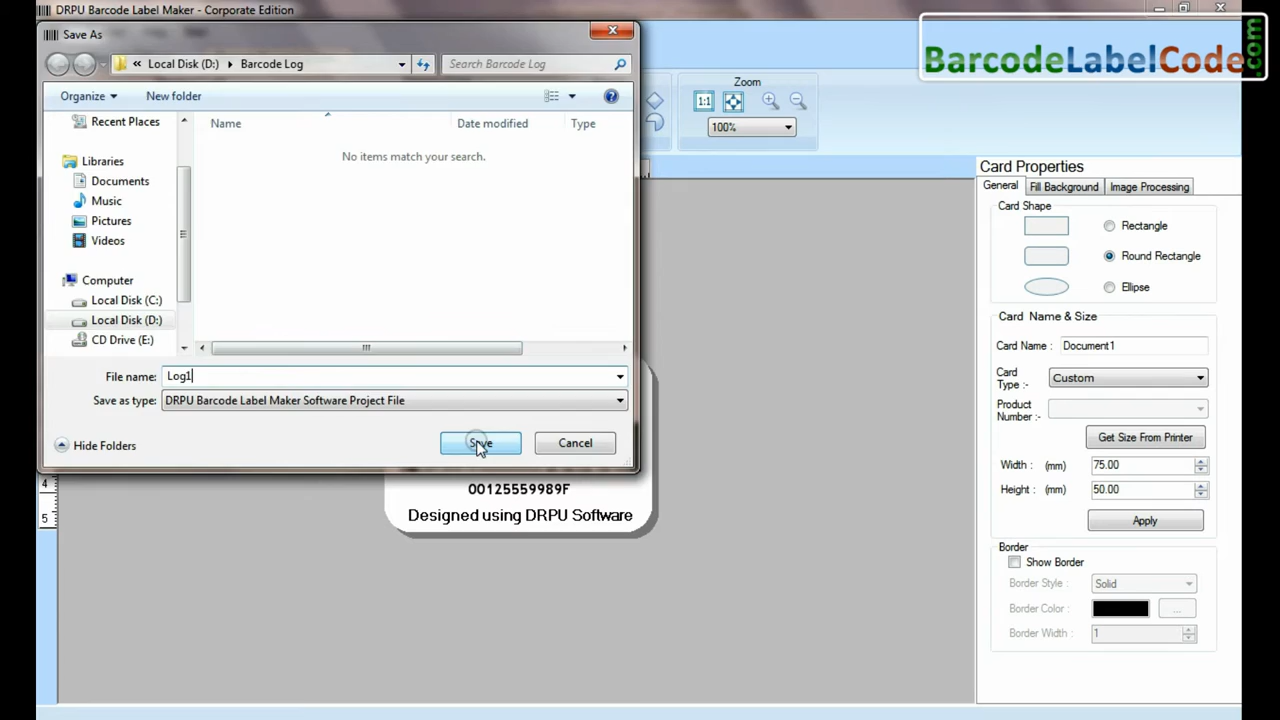 DRPU Barcode Label Maker - Corporate Edition
BarcodeLabelCode.com
Save As
« Local Disk (D:) Barcode Log
Search Barcode Log
Organize
New folder
Recent Places
Libraries
Documents
Music
Pictures
Videos
Computer
Local Disk (C:)
Local Disk (D:)
CD Drive (E:)
Name
Date modified
Type
No items match your search.
File name: Log1
Save as type: DRPU Barcode Label Maker Software Project File
Hide Folders
Save
Cancel
Zoom
1:1
100%
4
5
00125559989F
Designed using DRPU Software
Card Properties
General Fill Background Image Processing
Card Shape
Rectangle
Round Rectangle
Ellipse
Card Name & Size
Card Name : Document1
Card Type :- Custom
Product Number :-
Get Size From Printer
Width : (mm) 75.00
Height : (mm) 50.00
Apply
Border
Show Border
Border Style : Solid
Border Color : ...
Border Width : 1